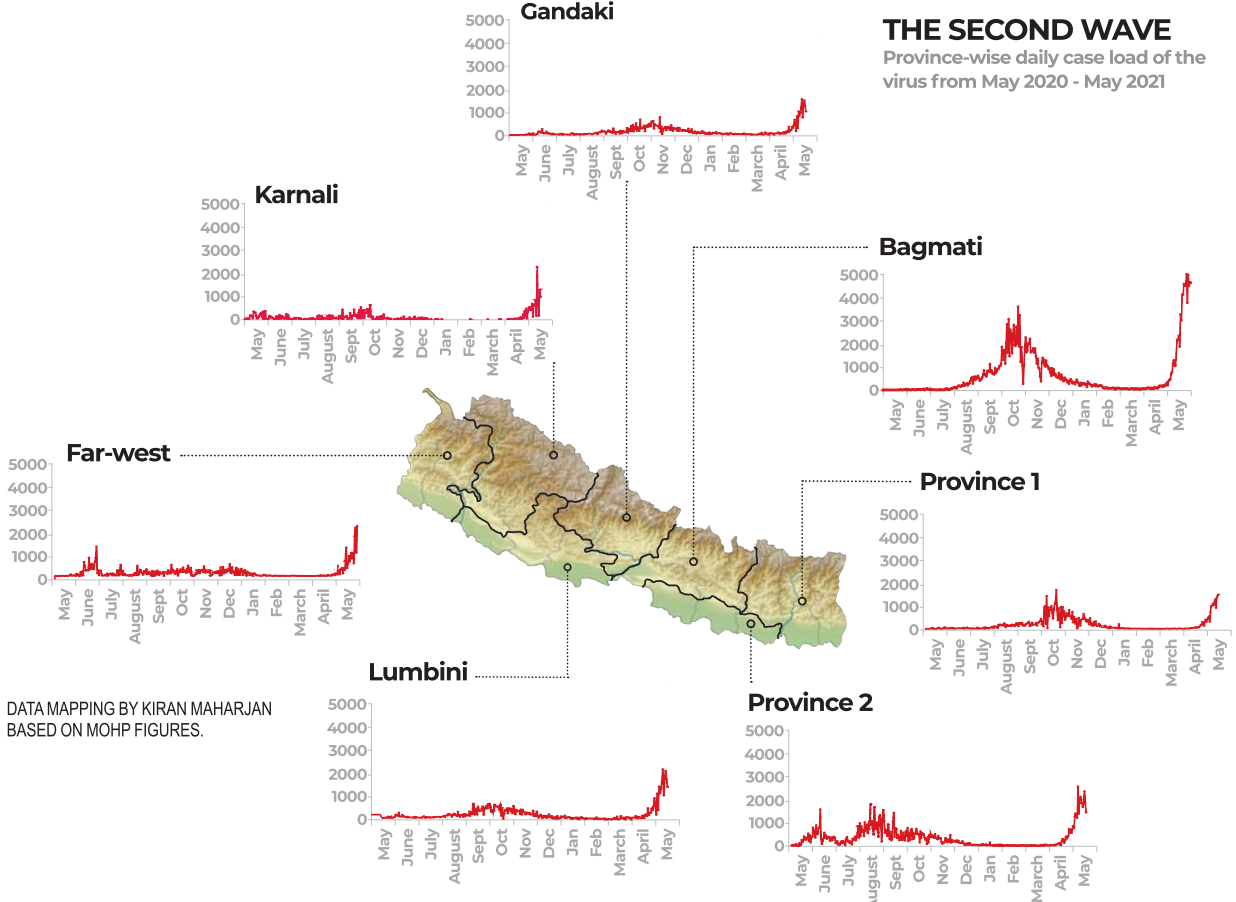 Gandaki
5000
4000
3000
2000
1000
0
May June July August Sept Oct Nov Dec Jan Feb March April May
THE SECOND WAVE
Province-wise daily case load of the
virus from May 2020 - May 2021
Karnali
5000
4000
3000
2000
1000
0
May June July August Sept Oct Nov Dec Jan Feb March April May
Bagmati
5000
4000
3000
2000
1000
0
May June July August Sept Oct Nov Dec Jan Feb March April May
Far-west
5000
4000
3000
2000
1000
0
May June July August Sept Oct Nov Dec Jan Feb March April May
Province 1
5000
4000
3000
2000
1000
0
May June July August Sept Oct Nov Dec Jan Feb March April May
Lumbini
5000
4000
3000
2000
1000
0
May June July August Sept Oct Nov Dec Jan Feb March April May
Province 2
5000
4000
3000
2000
1000
0
May June July August Sept Oct Nov Dec Jan Feb March April May
DATA MAPPING BY KIRAN MAHARJAN
BASED ON MOHP FIGURES.